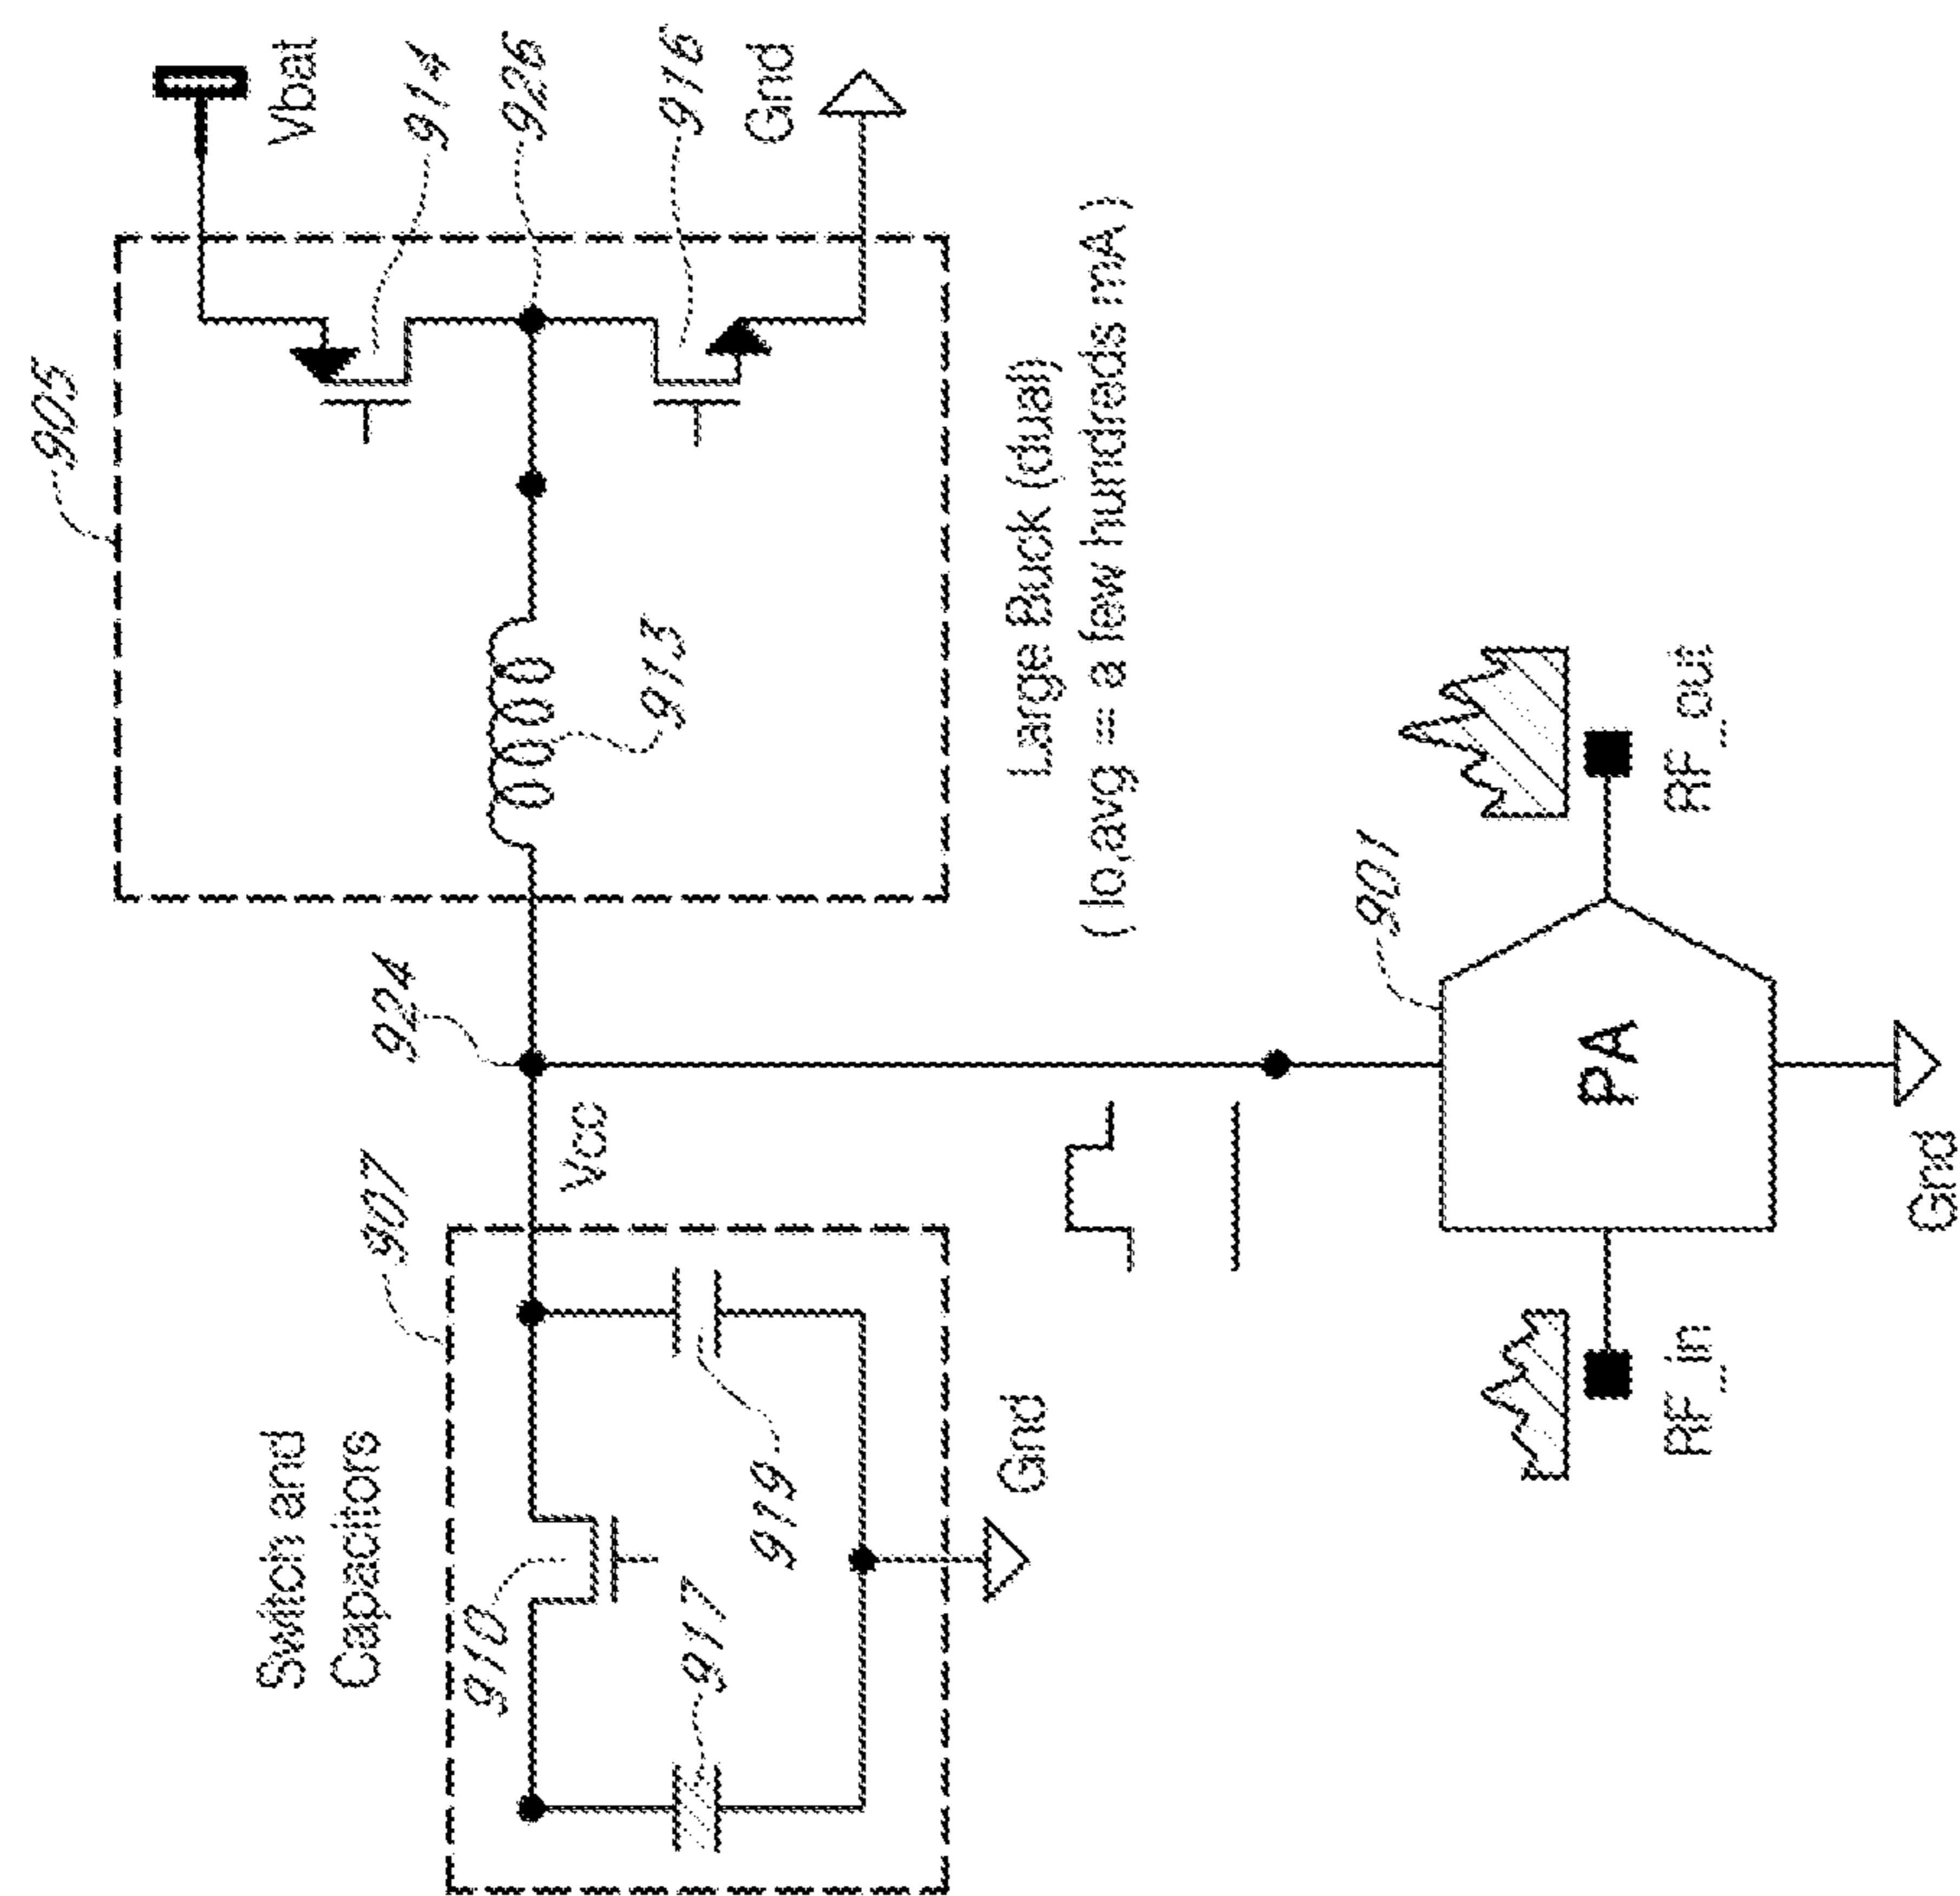 905
Vbat
914
926
916
Gnd
913
Large Buck (dual)
( Io,avg = a few hundreds mA )
924
Vcc
907
Switch and
Capacitors
910
917
919
Gnd
901
PA
RF_in
RF_out
Gnd